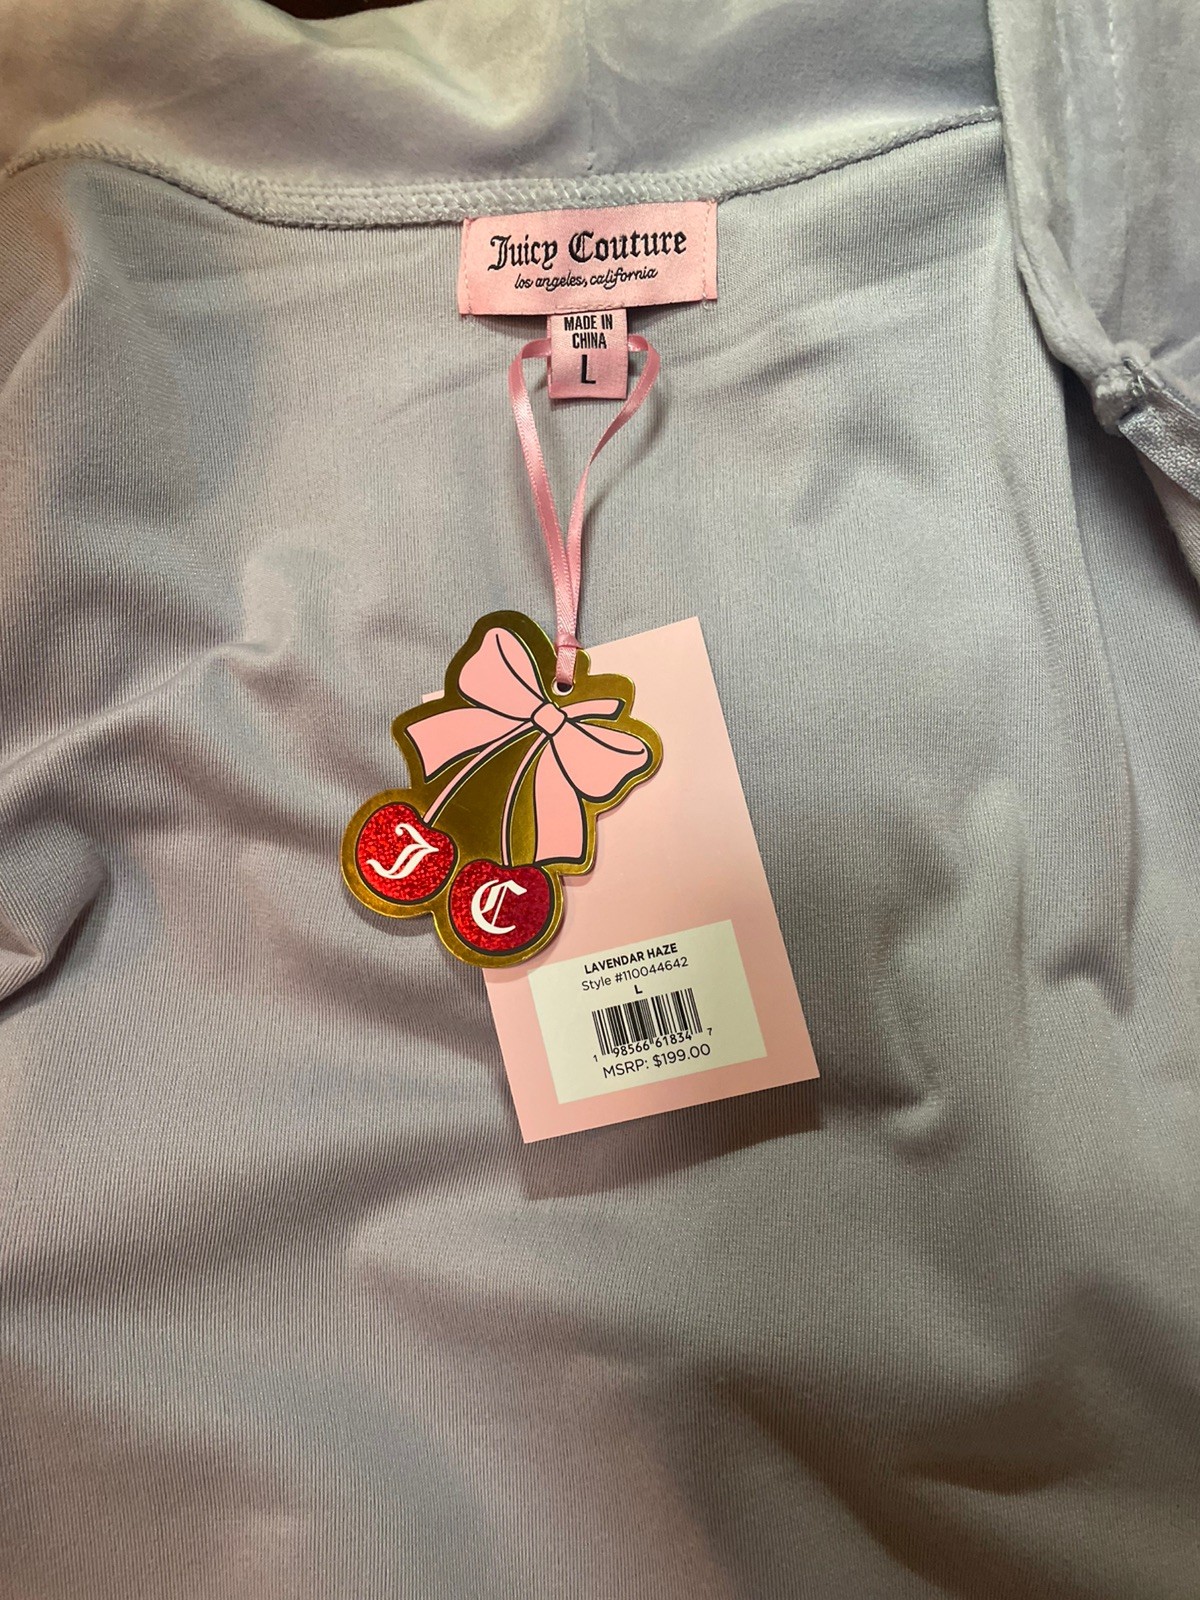 Juicy Couture
los angeles, california
MADE IN
CHINA
L
J
C
LAVENDAR HAZE
Style #110044642
L
1 98566 61834 7
MSRP: $199.00